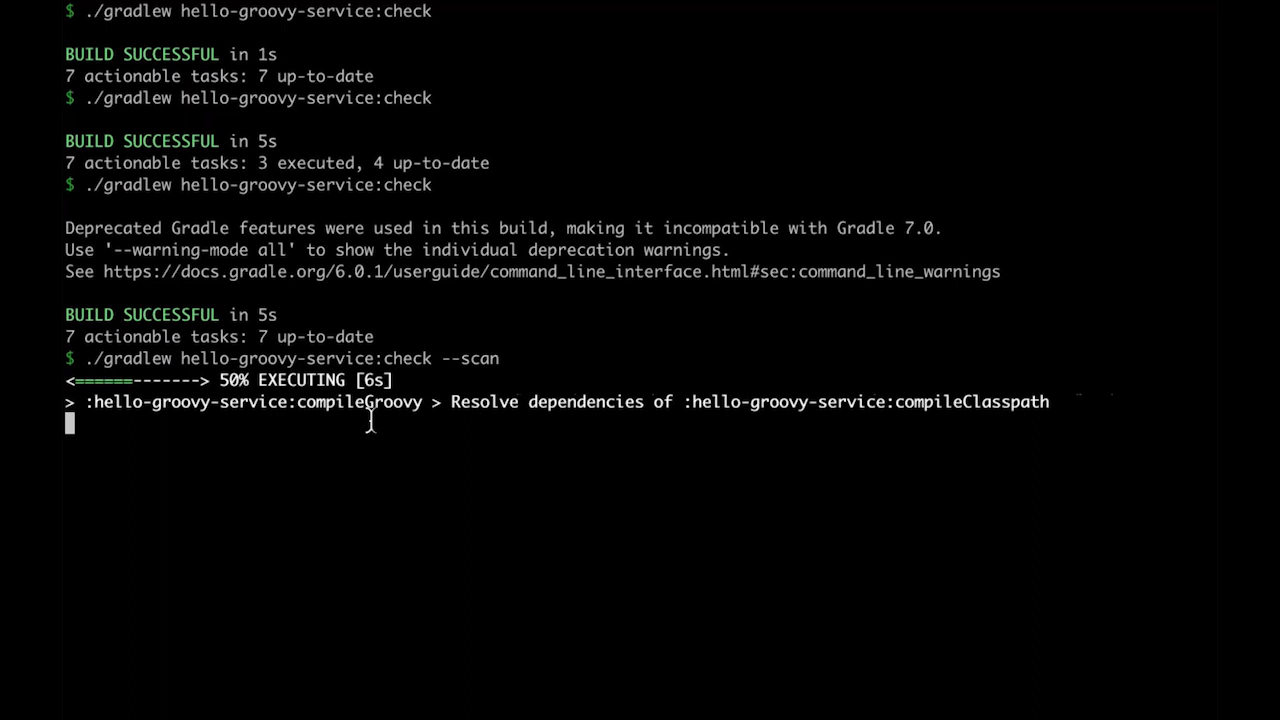 $ ./gradlew hello-groovy-service:check
BUILD SUCCESSFUL in 1s
7 actionable tasks: 7 up-to-date
$ ./gradlew hello-groovy-service:check
BUILD SUCCESSFUL in 5s
7 actionable tasks: 3 executed, 4 up-to-date
$ ./gradlew hello-groovy-service:check
Deprecated Gradle features were used in this build, making it incompatible with Gradle 7.0.
Use '--warning-mode all' to show the individual deprecation warnings.
See https://docs.gradle.org/6.0.1/userguide/command_line_interface.html#sec:command_line_warnings
BUILD SUCCESSFUL in 5s
7 actionable tasks: 7 up-to-date
$ ./gradlew hello-groovy-service:check --scan
<======-------> 50% EXECUTING [6s]
> :hello-groovy-service:compileGroovy > Resolve dependencies of :hello-groovy-service:compileClasspath